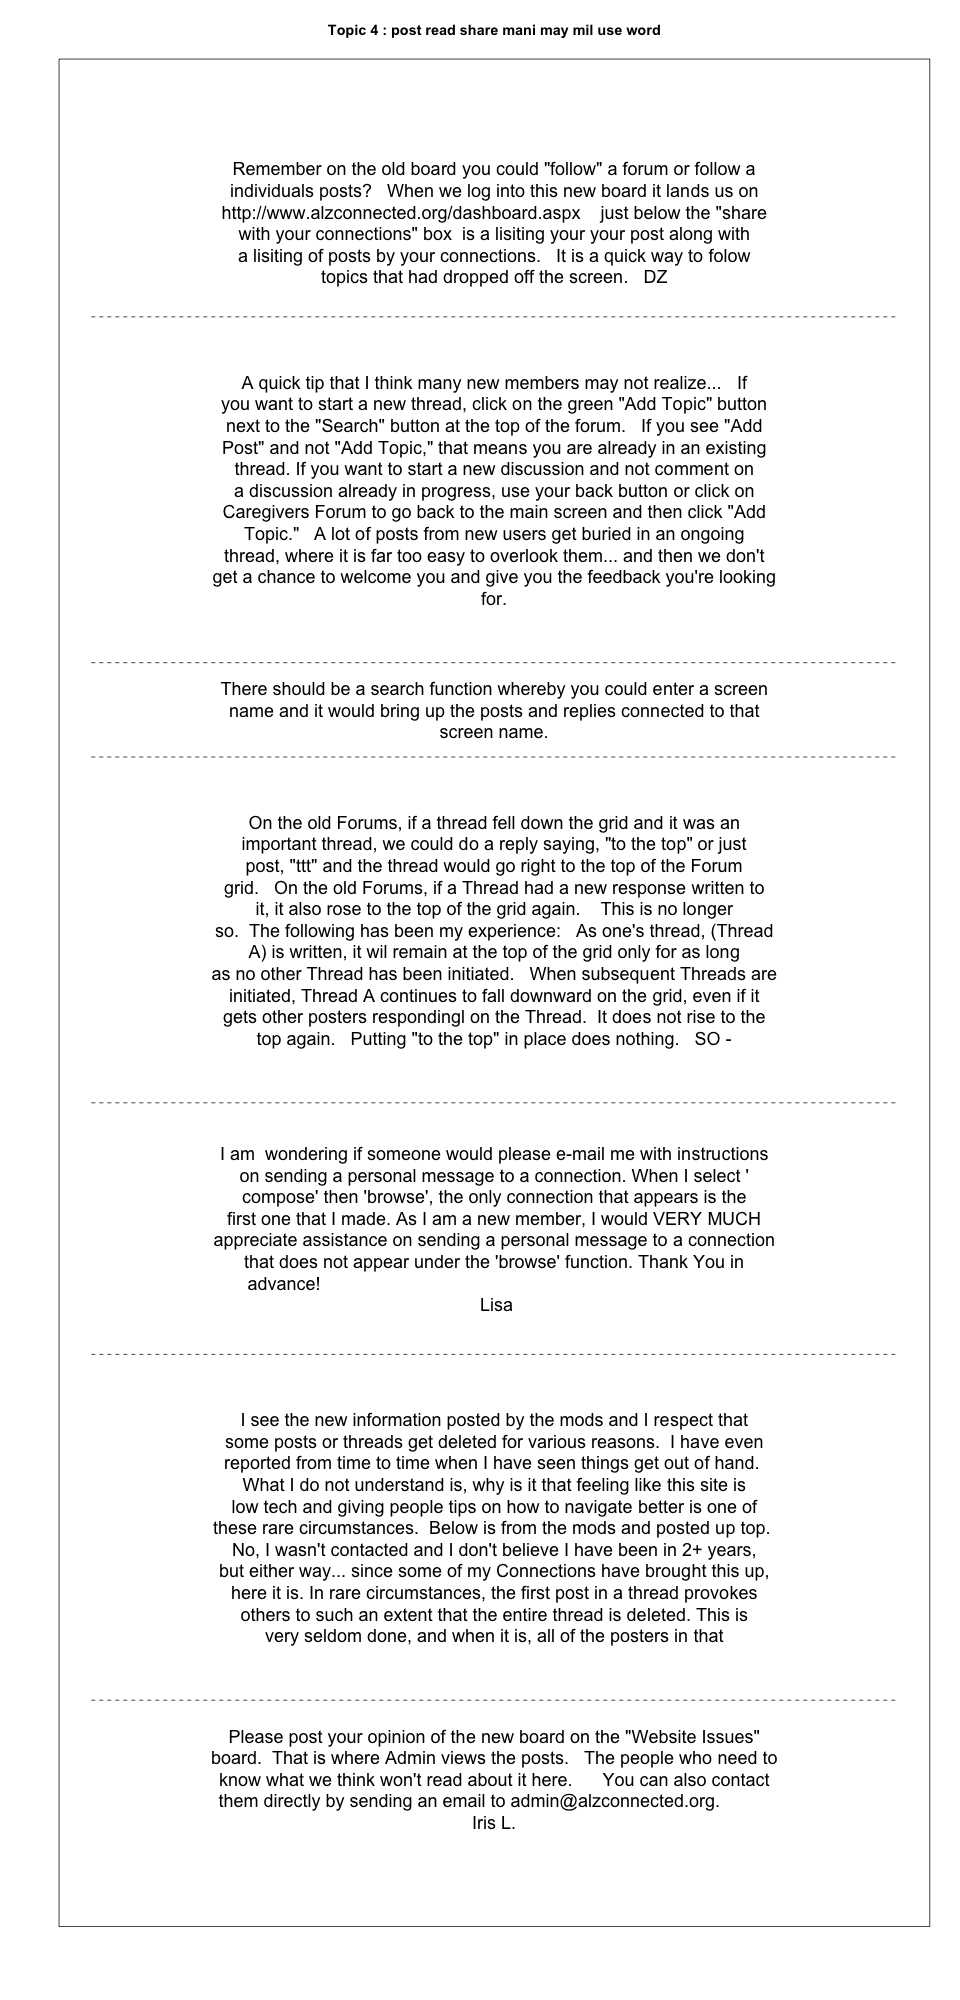 Topic 4 : post read share mani may mil use word
Remember on the old board you could "follow" a forum or follow a
individuals posts?   When we log into this new board it lands us on
http://www.alzconnected.org/dashboard.aspx    just below the "share
with your connections" box  is a lisiting your your post along with
a lisiting of posts by your connections.   It is a quick way to folow
topics that had dropped off the screen.   DZ
A quick tip that I think many new members may not realize...   If
you want to start a new thread, click on the green "Add Topic" button
next to the "Search" button at the top of the forum.   If you see "Add
Post" and not "Add Topic," that means you are already in an existing
thread. If you want to start a new discussion and not comment on
a discussion already in progress, use your back button or click on
Caregivers Forum to go back to the main screen and then click "Add
Topic."   A lot of posts from new users get buried in an ongoing
thread, where it is far too easy to overlook them... and then we don't
get a chance to welcome you and give you the feedback you're looking
for.
There should be a search function whereby you could enter a screen
name and it would bring up the posts and replies connected to that
screen name.
On the old Forums, if a thread fell down the grid and it was an
important thread, we could do a reply saying, "to the top" or just
post, "ttt" and the thread would go right to the top of the Forum
grid.   On the old Forums, if a Thread had a new response written to
it, it also rose to the top of the grid again.    This is no longer
so.  The following has been my experience:   As one's thread, (Thread
A) is written, it wil remain at the top of the grid only for as long
as no other Thread has been initiated.   When subsequent Threads are
initiated, Thread A continues to fall downward on the grid, even if it
gets other posters respondingl on the Thread.  It does not rise to the
top again.   Putting "to the top" in place does nothing.   SO -
I am  wondering if someone would please e-mail me with instructions
on sending a personal message to a connection. When I select '
compose' then 'browse', the only connection that appears is the
first one that I made. As I am a new member, I would VERY MUCH
appreciate assistance on sending a personal message to a connection
that does not appear under the 'browse' function. Thank You in
advance!
Lisa
I see the new information posted by the mods and I respect that
some posts or threads get deleted for various reasons.  I have even
reported from time to time when I have seen things get out of hand.
What I do not understand is, why is it that feeling like this site is
low tech and giving people tips on how to navigate better is one of
these rare circumstances.  Below is from the mods and posted up top.
No, I wasn't contacted and I don't believe I have been in 2+ years,
but either way... since some of my Connections have brought this up,
here it is. In rare circumstances, the first post in a thread provokes
others to such an extent that the entire thread is deleted. This is
very seldom done, and when it is, all of the posters in that
Please post your opinion of the new board on the "Website Issues"
board.  That is where Admin views the posts.   The people who need to
know what we think won't read about it here.      You can also contact
them directly by sending an email to admin@alzconnected.org.
Iris L.